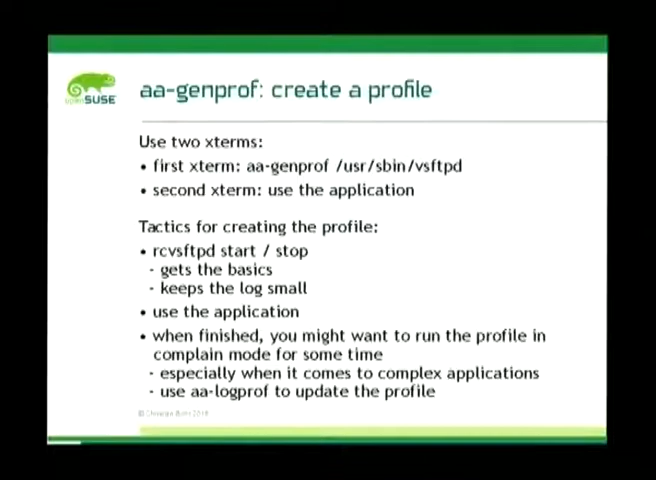 openSUSE
aa-genprof: create a profile
Use two xterms:
• first xterm: aa-genprof /usr/sbin/vsftpd
• second xterm: use the application
Tactics for creating the profile:
• rcvsftpd start / stop
- gets the basics
- keeps the log small
• use the application
• when finished, you might want to run the profile in
complain mode for some time
- especially when it comes to complex applications
- use aa-logprof to update the profile
©